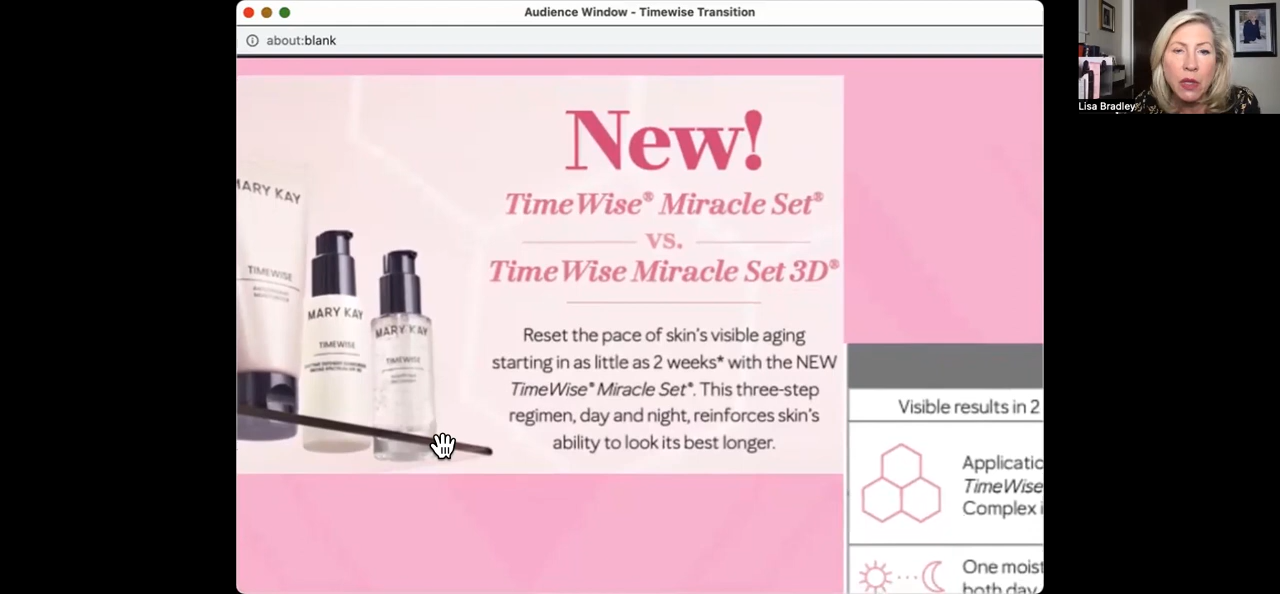 Audience Window - Timewise Transition
about:blank
Lisa Bradley
New!
TimeWise® Miracle Set®
vs.
TimeWise Miracle Set 3D®
Reset the pace of skin's visible aging
starting in as little as 2 weeks* with the NEW
TimeWise® Miracle Set®. This three-step
regimen, day and night, reinforces skin's
ability to look its best longer.
MARY KAY
TIMEWISE
MARY KAY
TIMEWISE
MARY KAY
TIMEWISE
Visible results in 2
Applicatio
TimeWise
Complex i
One moist
both day